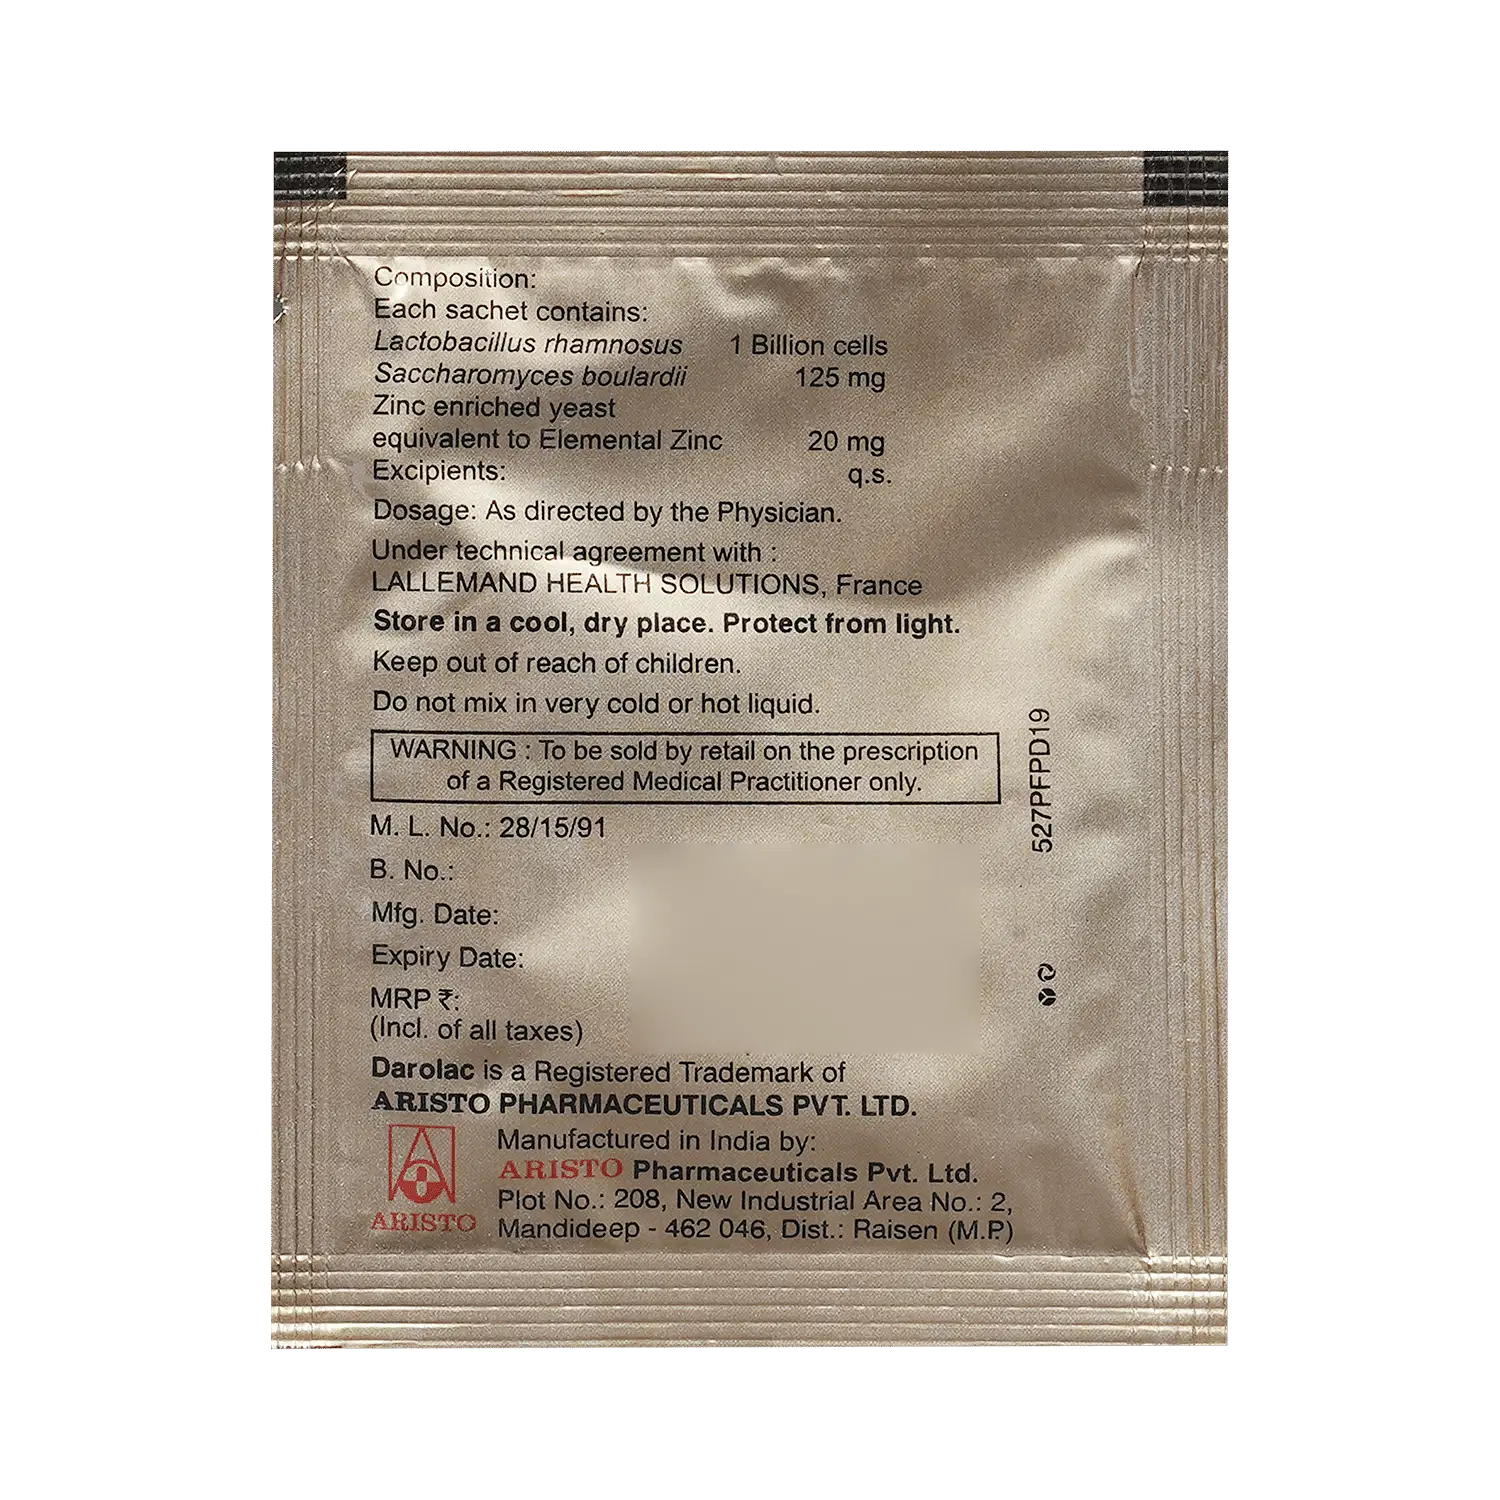 Composition:
Each sachet contains:
Lactobacillus rhamnosus 1 Billion cells
Saccharomyces boulardii 125 mg
Zinc enriched yeast
equivalent to Elemental Zinc 20 mg
Excipients: q.s.
Dosage: As directed by the Physician.
Under technical agreement with :
LALLEMAND HEALTH SOLUTIONS, France
Store in a cool, dry place. Protect from light.
Keep out of reach of children.
Do not mix in very cold or hot liquid.
WARNING : To be sold by retail on the prescription
of a Registered Medical Practitioner only.
M. L. No.: 28/15/91
B. No.:
Mfg. Date:
Expiry Date:
MRP ₹:
(Incl. of all taxes)
527PFPD19
Darolac is a Registered Trademark of
ARISTO PHARMACEUTICALS PVT. LTD.
ARISTO
Manufactured in India by:
ARISTO Pharmaceuticals Pvt. Ltd.
Plot No.: 208, New Industrial Area No.: 2,
Mandideep - 462 046, Dist.: Raisen (M.P.)